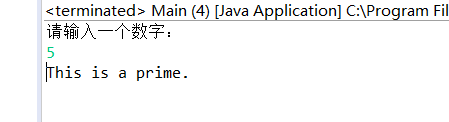 <terminated> Main (4) [Java Application] C:\Program Fil
请输入一个数字：
5
This is a prime.